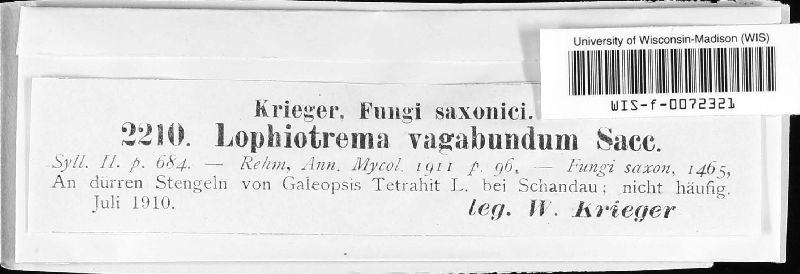 University of Wisconsin-Madison (WIS)
WIS-f-0072321
Krieger, Fungi saxonici.
2210. Lophiotrema vagabundum Sacc.
Syll. II. p. 684. — Rehm, Ann. Mycol. 1911 p. 96. — Fungi saxon, 1465,
An dürren Stengeln von Galeopsis Tetrahit L. bei Schandau; nicht häufig.
Juli 1910.
leg. W. Krieger